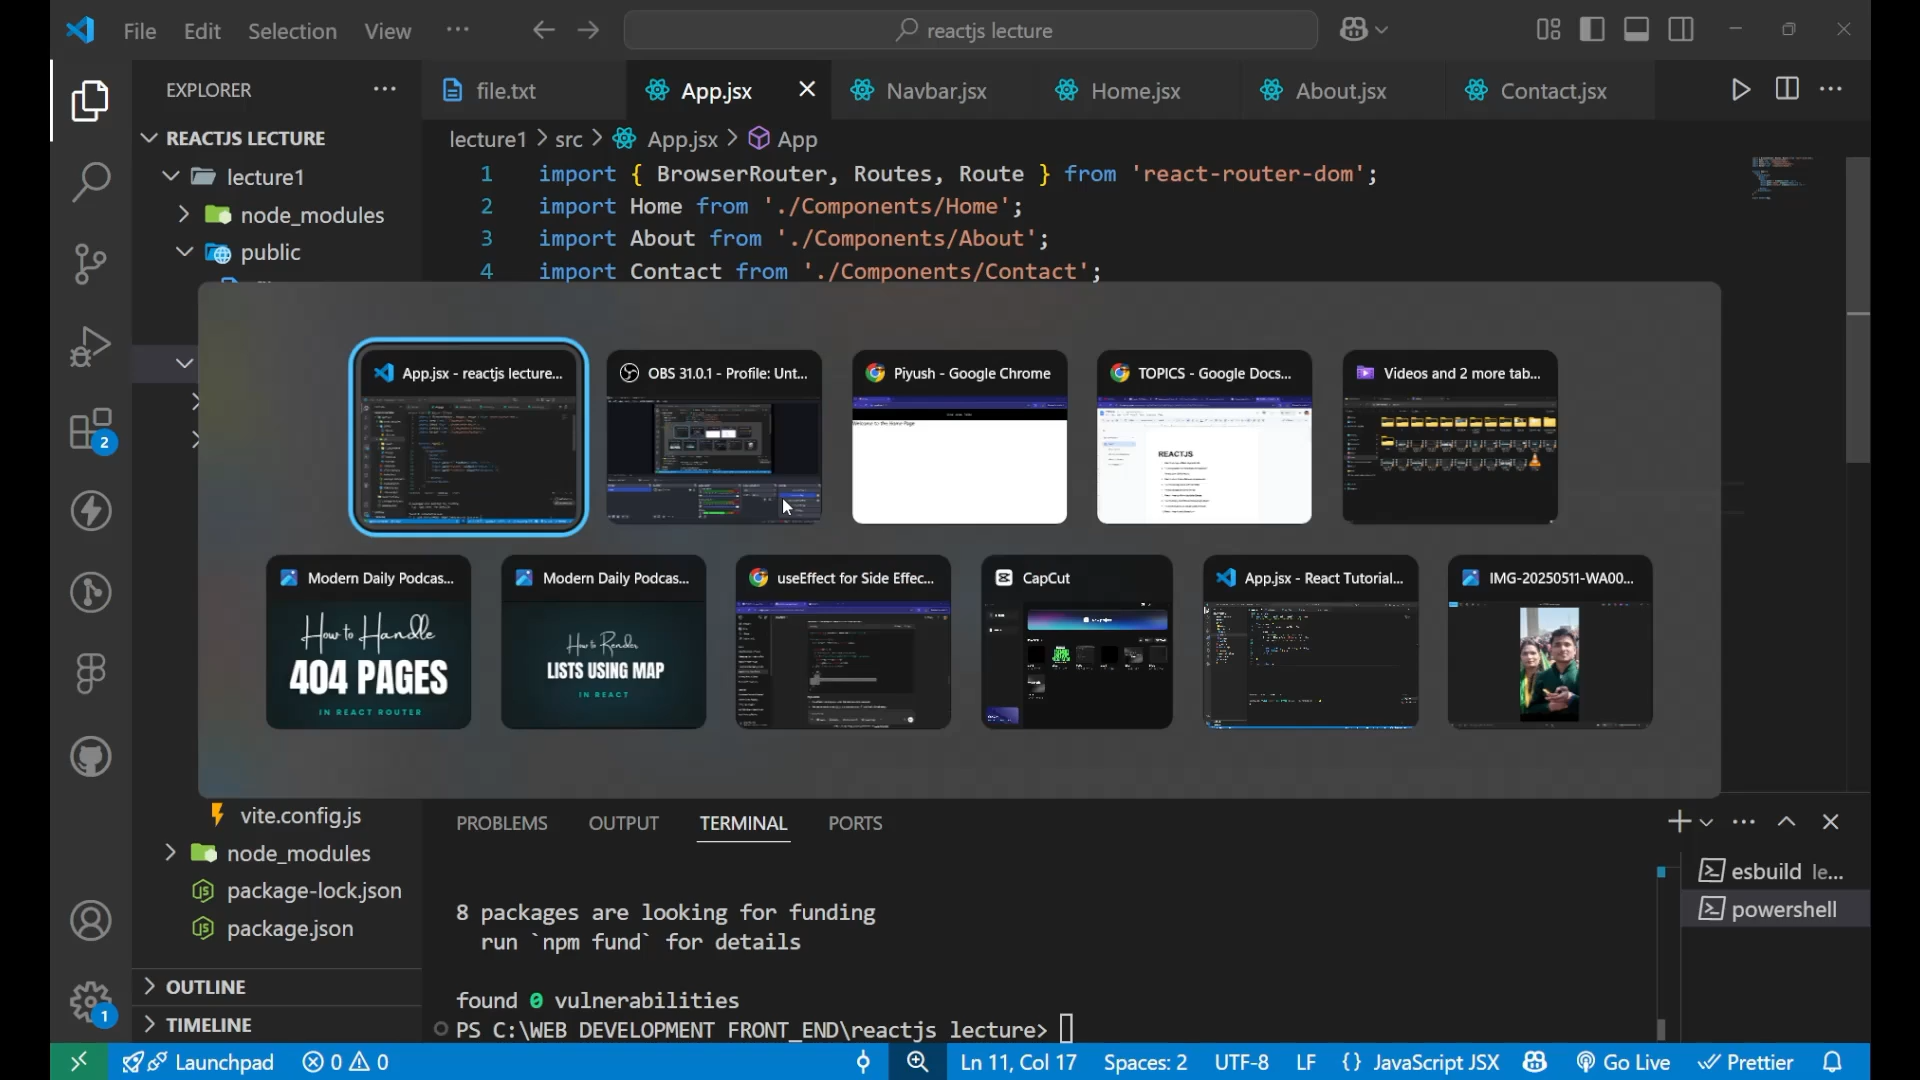 File Edit Selection View ··· reactjs lecture
EXPLORER ···
file.txt App.jsx Navbar.jsx Home.jsx About.jsx Contact.jsx
REACTJS LECTURE
lecture1 > src > App.jsx > App
lecture1
node_modules
public
1 import { BrowserRouter, Routes, Route } from 'react-router-dom';
2 import Home from './Components/Home';
3 import About from './Components/About';
4 import Contact from './Components/Contact';
App.jsx - reactjs lecture...
OBS 31.0.1 - Profile: Unt...
Piyush - Google Chrome
TOPICS - Google Docs...
Videos and 2 more tab...
Welcome to the Home Page
REACTJS
Modern Daily Podcas...
Modern Daily Podcas...
useEffect for Side Effec...
CapCut
App.jsx - React Tutorial...
IMG-20250511-WA00...
How to Handle
404 PAGES
IN REACT ROUTER
How to Render
LISTS USING MAP
IN REACT
2
vite.config.js
node_modules
package-lock.json
package.json
OUTLINE
TIMELINE
1
PROBLEMS OUTPUT TERMINAL PORTS
8 packages are looking for funding
run `npm fund` for details
found 0 vulnerabilities
PS C:\WEB DEVELOPMENT FRONT_END\reactjs lecture>
esbuild le...
powershell
Launchpad 0 0 Ln 11, Col 17 Spaces: 2 UTF-8 LF {} JavaScript JSX Go Live Prettier